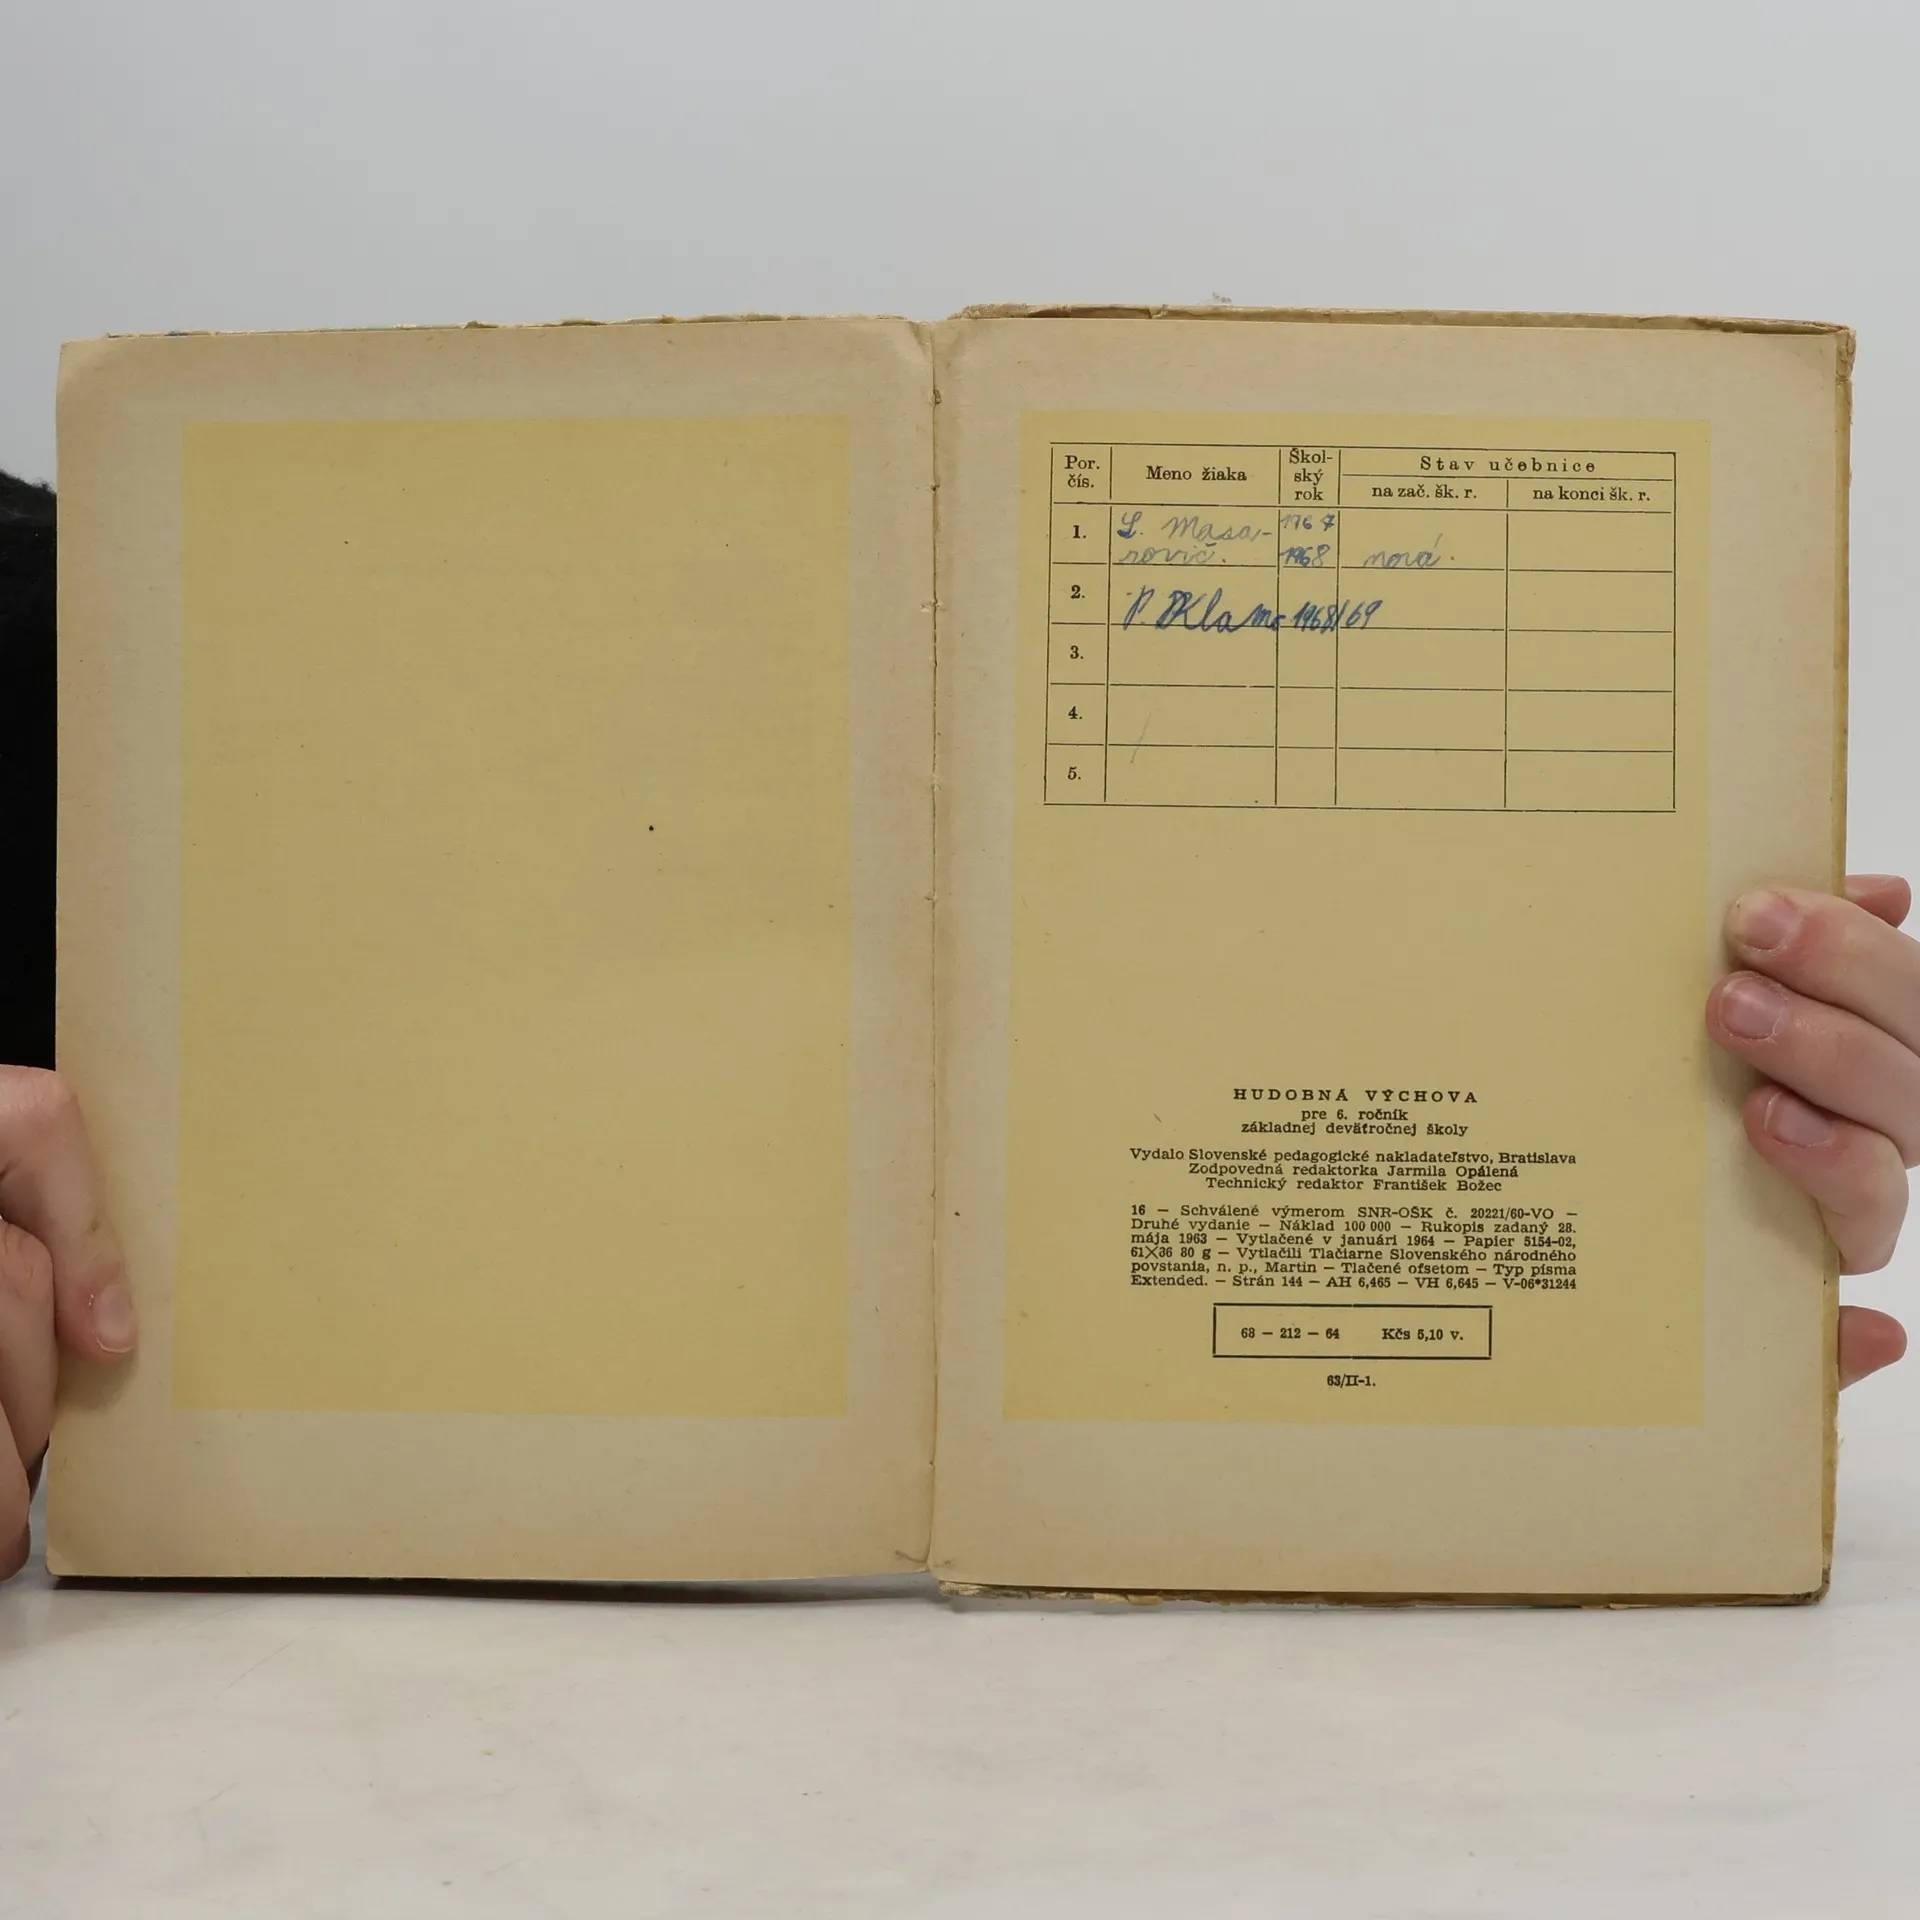 Por. čís.
Meno žiaka
Škol-
ský
rok
Stav učebnice
na zač. šk. r.
na konci šk. r.
1.
L. Masa-
rovič.
1967
1968
nová.
2.
P. 1968/69
3.
4.
5.
HUDOBNÁ VÝCHOVA
pre 6. ročník
základnej deväťročnej školy
Vydalo Slovenské pedagogické nakladateľstvo, Bratislava
Zodpovedná redaktorka Jarmila Opálená
Technický redaktor František Božec
16 — Schválené výmerom SNR-OŠK č. 20221/60-VO —
Druhé vydanie — Náklad 100 000 — Rukopis zadaný 28.
mája 1963 — Vytlačené v januári 1964 — Papier 5154-02,
61×86 80 g — Vytlačili Tlačiarne Slovenského národného
povstania, n. p., Martin — Tlačené ofsetom — Typ písma
Extended. — Strán 144 — AH 6,465 — VH 6,645 — V-06*31244
68 — 212 — 64 Kčs 5,10 v.
63/II-1.